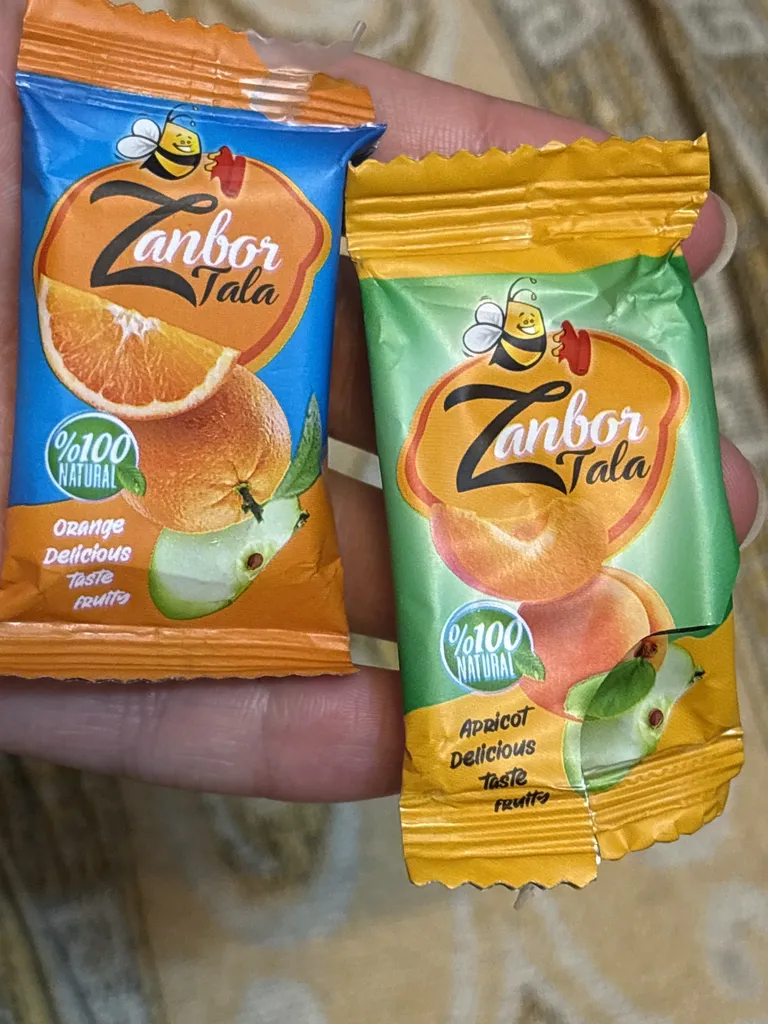 Zanbor
Tala
%100
NATURAL
Orange
Delicious
Taste
Fruity
Zanbor
Tala
%100
NATURAL
Apricot
Delicious
Taste
Fruity